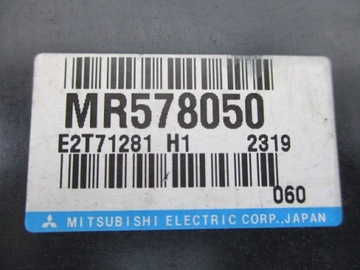 MR578050
E2T71281 H1 2319
060
MITSUBISHI ELECTRIC CORP., JAPAN